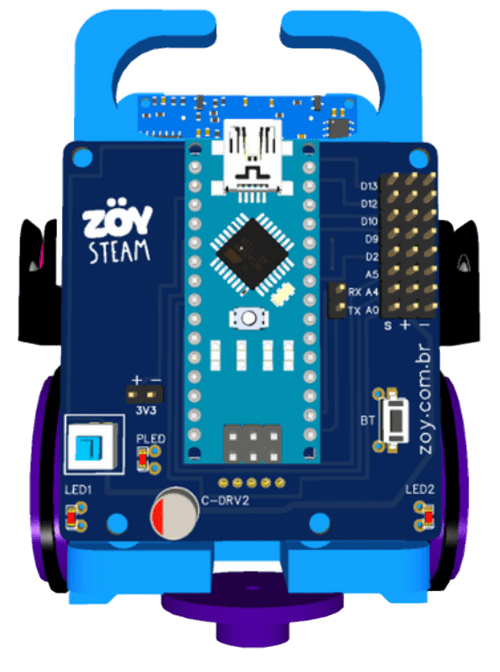 ZÖY
STEAM
D13
D12
D10
D9
D2
A5
RX A4
TX A0
S + −
+ −
3V3
BT
zoy.com.br
PLED
LED1
C-DRV2
LED2